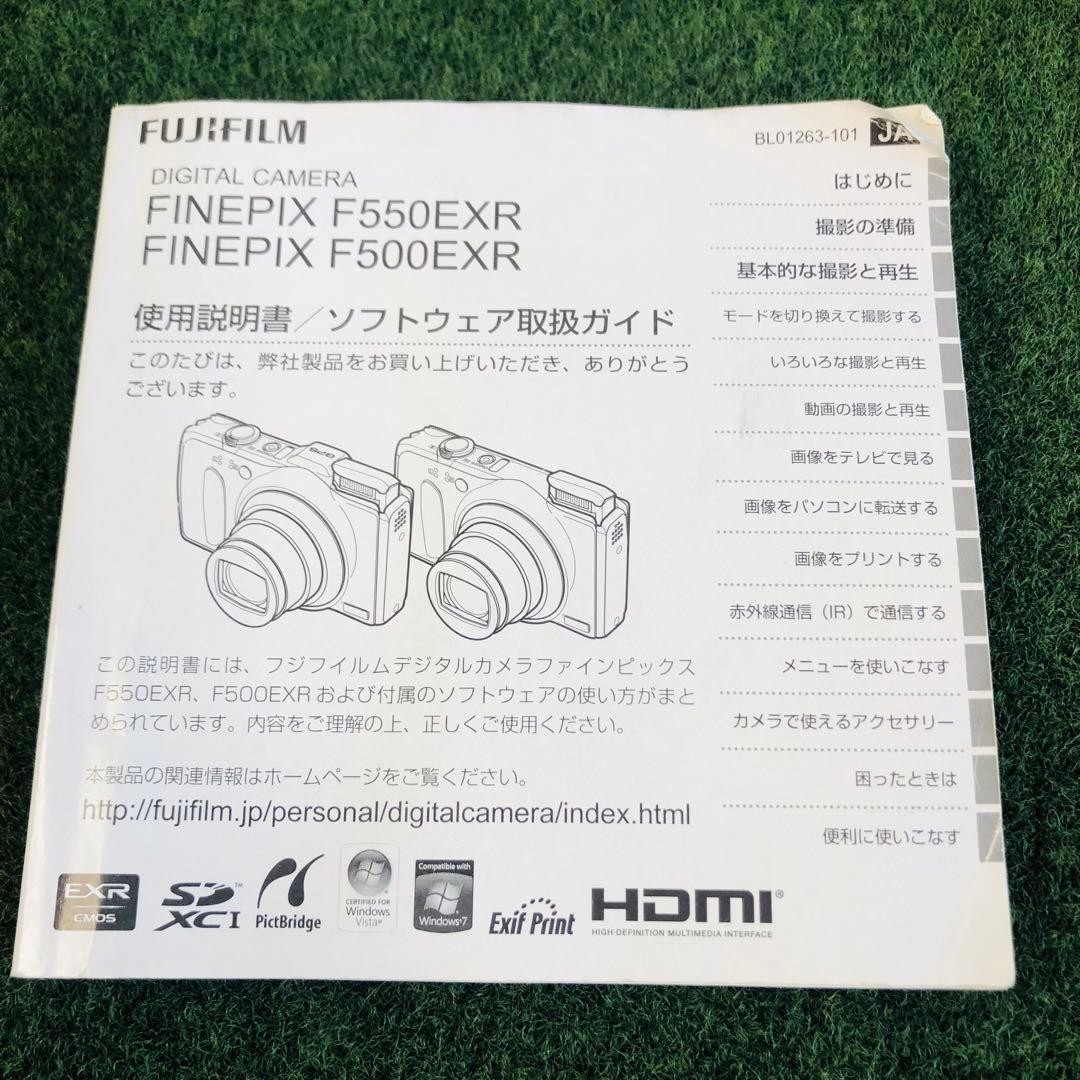 FUJIFILM
BL01263-101 JA
DIGITAL CAMERA
FINEPIX F550EXR
FINEPIX F500EXR
使用説明書/ソフトウェア取扱ガイド
このたびは、弊社製品をお買い上げいただき、ありがとう
ございます。
GPS
この説明書には、フジフイルムデジタルカメラファインピックス
F550EXR、F500EXR および付属のソフトウェアの使い方がまと
められています。内容をご理解の上、正しくご使用ください。
本製品の関連情報はホームページをご覧ください。
http://fujifilm.jp/personal/digitalcamera/index.html
はじめに
撮影の準備
基本的な撮影と再生
モードを切り換えて撮影する
いろいろな撮影と再生
動画の撮影と再生
画像をテレビで見る
画像をパソコンに転送する
画像をプリントする
赤外線通信(IR)で通信する
メニューを使いこなす
カメラで使えるアクセサリー
困ったときは
便利に使いこなす
EXR
CMOS
SD™
XC I
PictBridge
CERTIFIED FOR
Windows
Vista®
Compatible with
Windows®7
Exif Print
HDMI®
HIGH-DEFINITION MULTIMEDIA INTERFACE